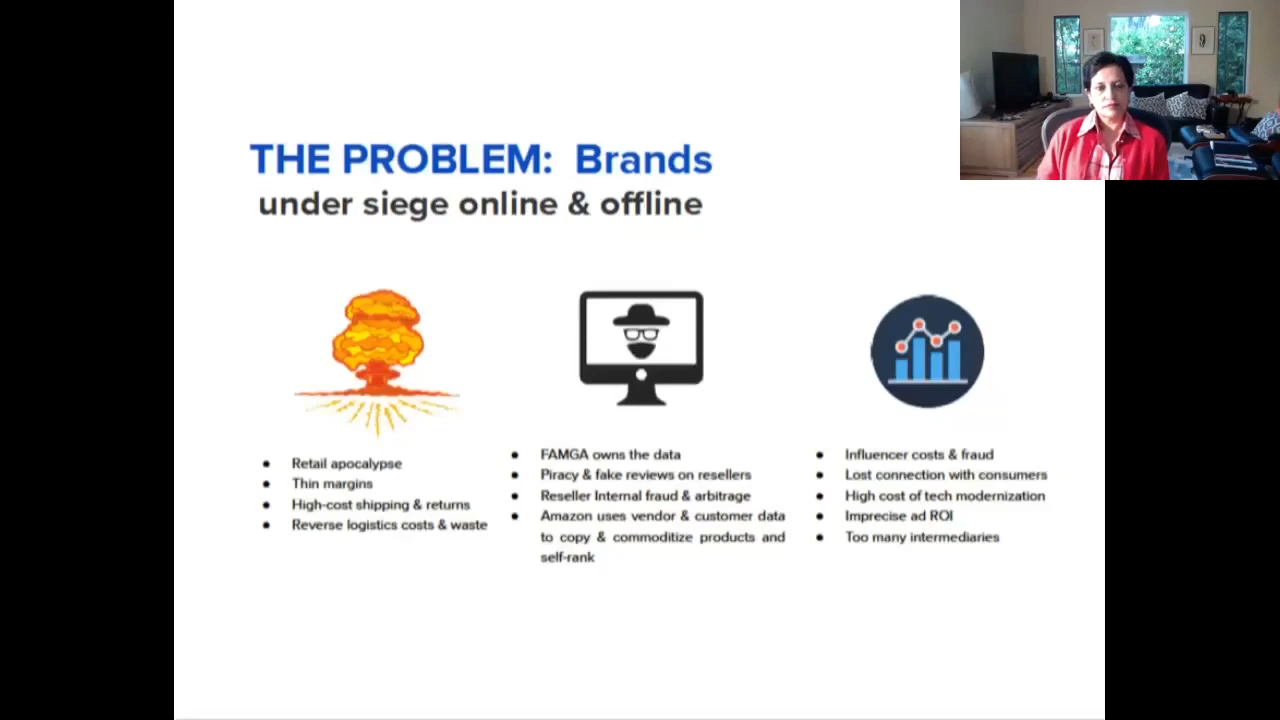 THE PROBLEM: Brands
under siege online & offline
● Retail apocalypse
● Thin margins
● High-cost shipping & returns
● Reverse logistics costs & waste
● FAMGA owns the data
● Piracy & fake reviews on resellers
● Reseller Internal fraud & arbitrage
● Amazon uses vendor & customer data
to copy & commoditize products and
self-rank
● Influencer costs & fraud
● Lost connection with consumers
● High cost of tech modernization
● Imprecise ad ROI
● Too many intermediaries